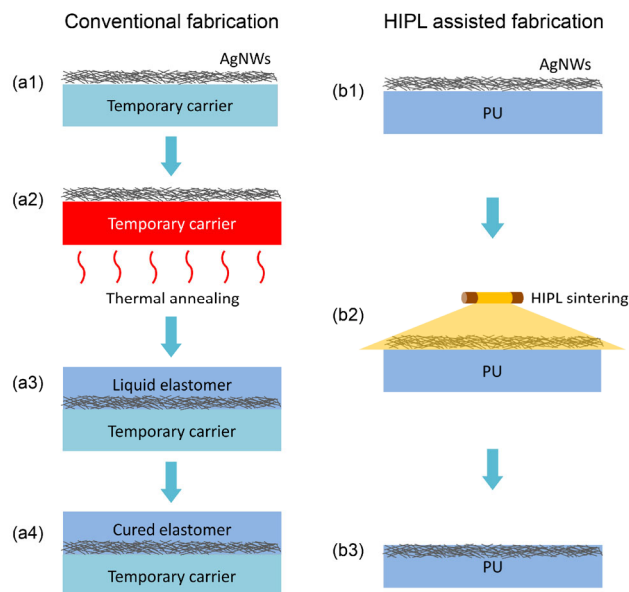 Conventional fabrication
HIPL assisted fabrication
(a1)
AgNWs
Temporary carrier
(a2)
Temporary carrier
Thermal annealing
(a3)
Liquid elastomer
Temporary carrier
(a4)
Cured elastomer
Temporary carrier
(b1)
AgNWs
PU
(b2)
HIPL sintering
PU
(b3)
PU